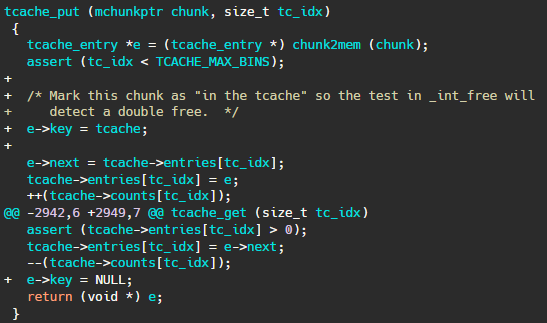 tcache_put (mchunkptr chunk, size_t tc_idx)
 {
   tcache_entry *e = (tcache_entry *) chunk2mem (chunk);
   assert (tc_idx < TCACHE_MAX_BINS);
+
+  /* Mark this chunk as "in the tcache" so the test in _int_free will
+     detect a double free.  */
+  e->key = tcache;
+
   e->next = tcache->entries[tc_idx];
   tcache->entries[tc_idx] = e;
   ++(tcache->counts[tc_idx]);
@@ -2942,6 +2949,7 @@ tcache_get (size_t tc_idx)
   assert (tcache->entries[tc_idx] > 0);
   tcache->entries[tc_idx] = e->next;
   --(tcache->counts[tc_idx]);
+  e->key = NULL;
   return (void *) e;
 }